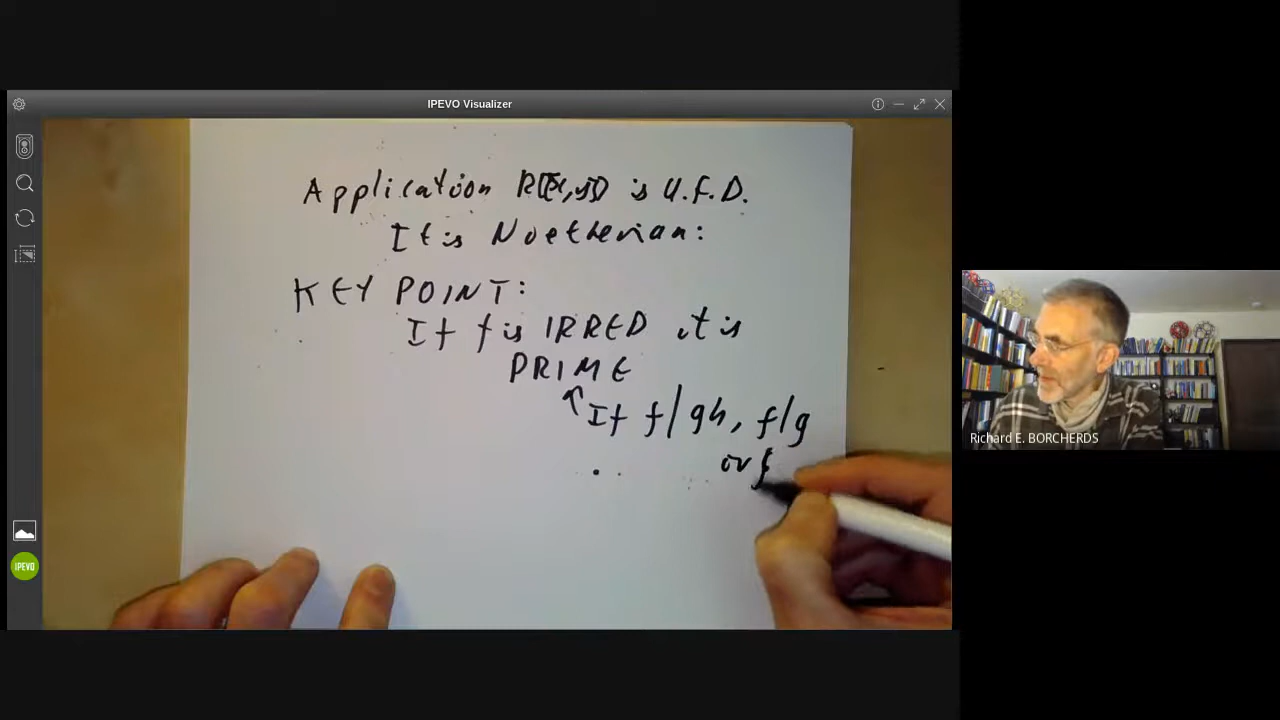 IPEVO Visualizer
Application R[[x,y]] is U.F.D.
It is Noetherian:
KEY POINT:
If f is IRRED it is
PRIME
If f|gh, f|g
or f
Richard E. BORCHERDS
IPEVO